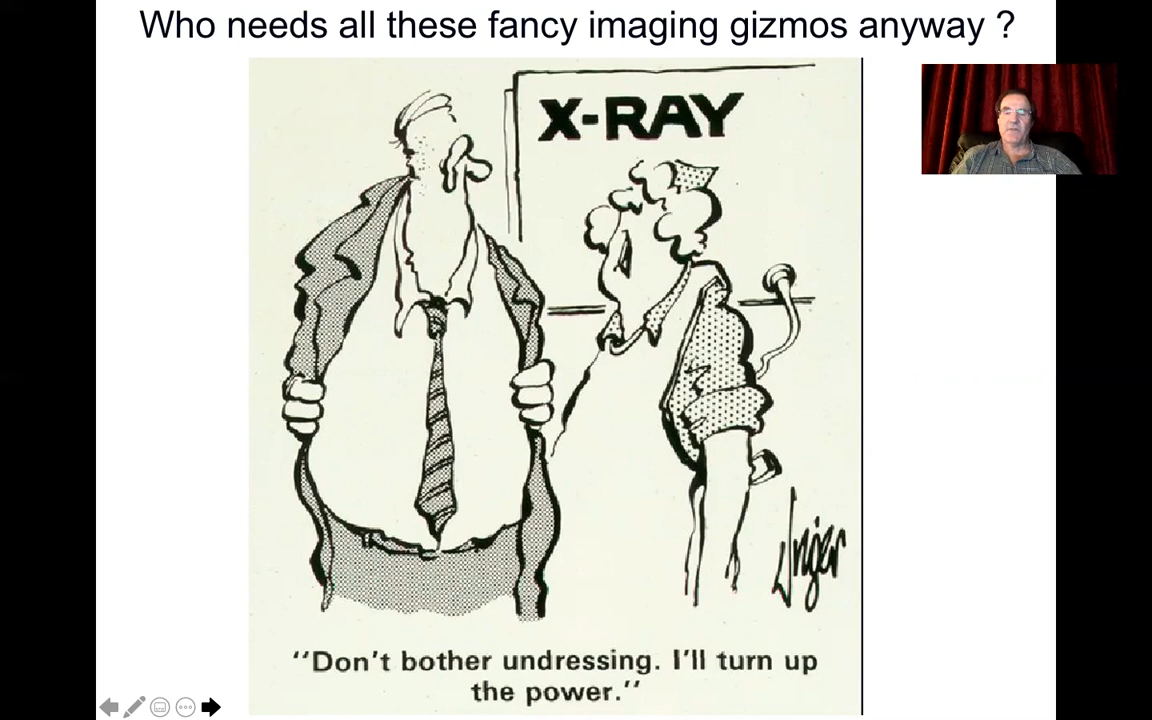 Who needs all these fancy imaging gizmos anyway ?
X-RAY
Unger
"Don't bother undressing. I'll turn up
the power."